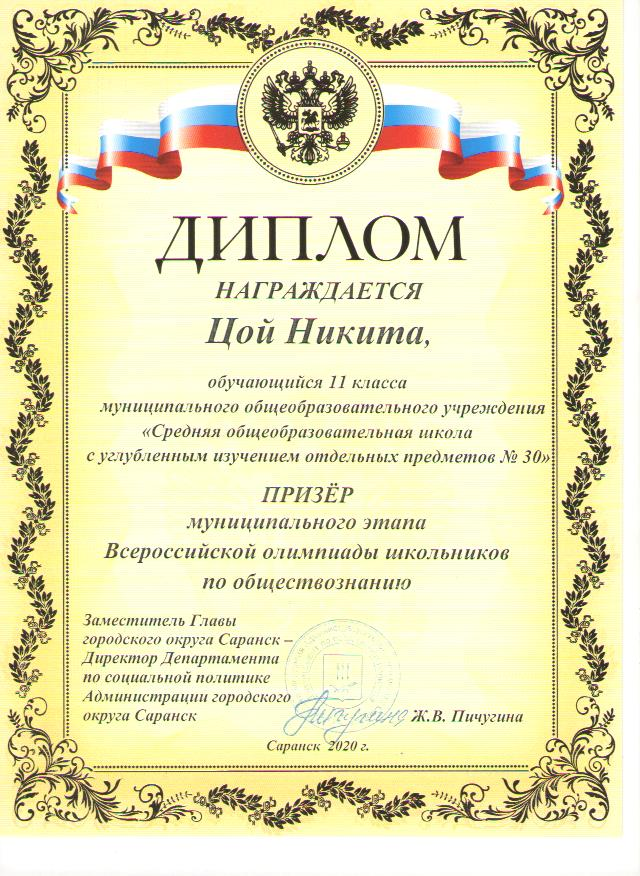 ДИПЛОМ
НАГРАЖДАЕТСЯ
Цой Никита,
обучающийся 11 класса
муниципального общеобразовательного учреждения
«Средняя общеобразовательная школа
с углубленным изучением отдельных предметов № 30»
ПРИЗЁР
муниципального этапа
Всероссийской олимпиады школьников
по обществознанию
Заместитель Главы
городского округа Саранск –
Директор Департамента
по социальной политике
Администрации городского
округа Саранск
Ж.В. Пичугина
Саранск 2020 г.